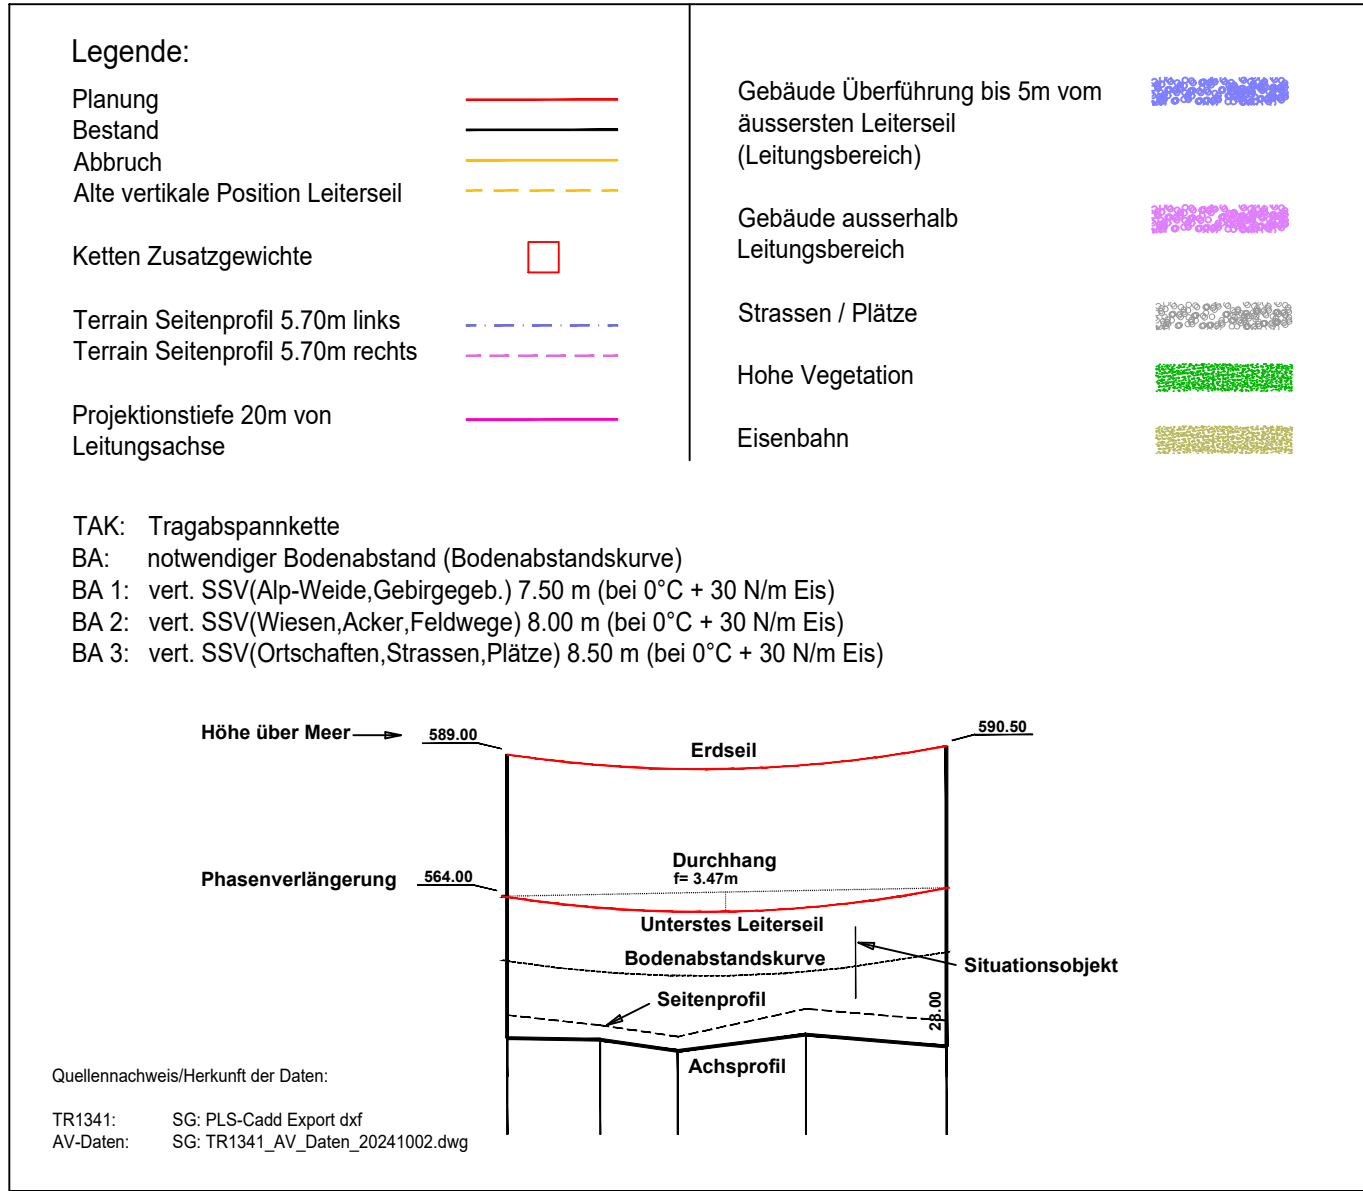 Legende:
Planung
Bestand
Abbruch
Alte vertikale Position Leiterseil
Ketten Zusatzgewichte
Terrain Seitenprofil 5.70m links
Terrain Seitenprofil 5.70m rechts
Projektionstiefe 20m von
Leitungsachse
Gebäude Überführung bis 5m vom
äussersten Leiterseil
(Leitungsbereich)
Gebäude ausserhalb
Leitungsbereich
Strassen / Plätze
Hohe Vegetation
Eisenbahn
TAK: Tragabspannkette
BA: notwendiger Bodenabstand (Bodenabstandskurve)
BA 1: vert. SSV(Alp-Weide,Gebirgegeb.) 7.50 m (bei 0°C + 30 N/m Eis)
BA 2: vert. SSV(Wiesen,Acker,Feldwege) 8.00 m (bei 0°C + 30 N/m Eis)
BA 3: vert. SSV(Ortschaften,Strassen,Plätze) 8.50 m (bei 0°C + 30 N/m Eis)
Höhe über Meer
589.00
Erdseil
590.50
Durchhang
f= 3.47m
Phasenverlängerung
564.00
Unterstes Leiterseil
Bodenabstandskurve
Situationsobjekt
Seitenprofil
28.00
Achsprofil
Quellennachweis/Herkunft der Daten:
TR1341: SG: PLS-Cadd Export dxf
AV-Daten: SG: TR1341_AV_Daten_20241002.dwg